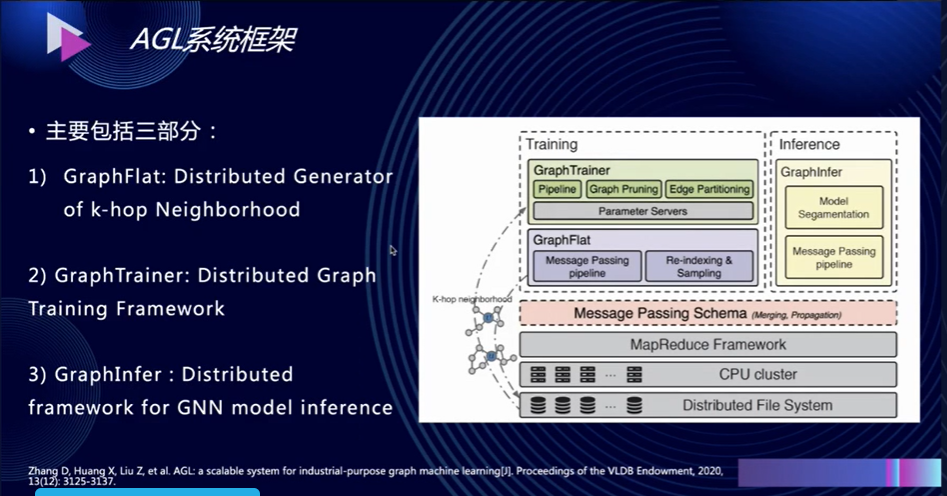 AGL系统框架
• 主要包括三部分：
1) GraphFlat: Distributed Generator
of k-hop Neighborhood
2) GraphTrainer: Distributed Graph
Training Framework
3) GraphInfer : Distributed
framework for GNN model inference
Training
GraphTrainer
Pipeline
Graph Pruning
Edge Partitioning
Parameter Servers
GraphFlat
Message Passing
pipeline
Re-indexing &
Sampling
Inference
GraphInfer
Model
Segamentation
Message Passing
pipeline
K-hop neighborhood
Message Passing Schema (Merging, Propagation)
MapReduce Framework
... CPU cluster
... Distributed File System
Zhang D, Huang X, Liu Z, et al. AGL: a scalable system for industrial-purpose graph machine learning[J]. Proceedings of the VLDB Endowment, 2020,
13(12): 3125-3137.